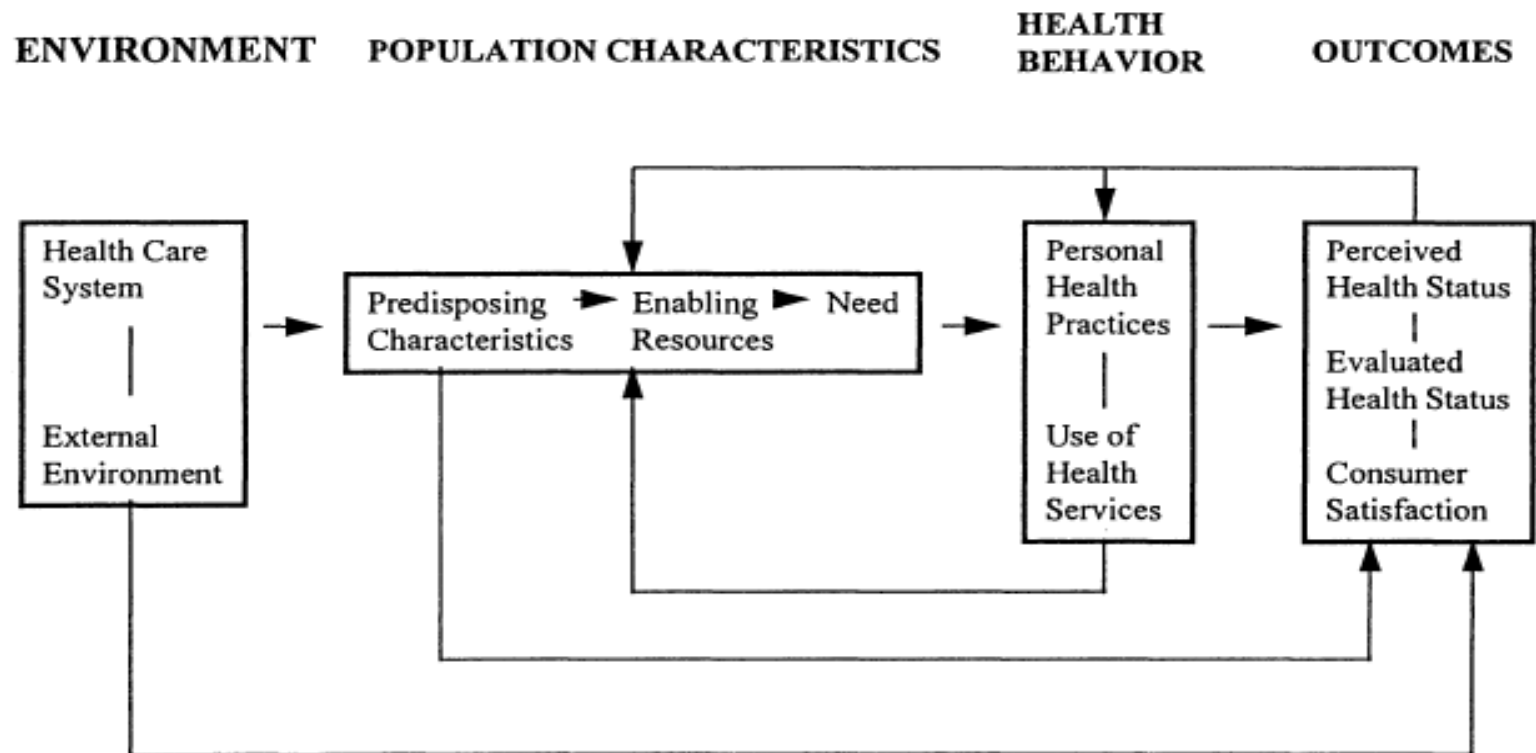 ENVIRONMENT
POPULATION CHARACTERISTICS
HEALTH
BEHAVIOR
OUTCOMES
Health Care
System
External
Environment
Predisposing
Characteristics
Enabling
Resources
Need
Personal
Health
Practices
Use of
Health
Services
Perceived
Health Status
Evaluated
Health Status
Consumer
Satisfaction